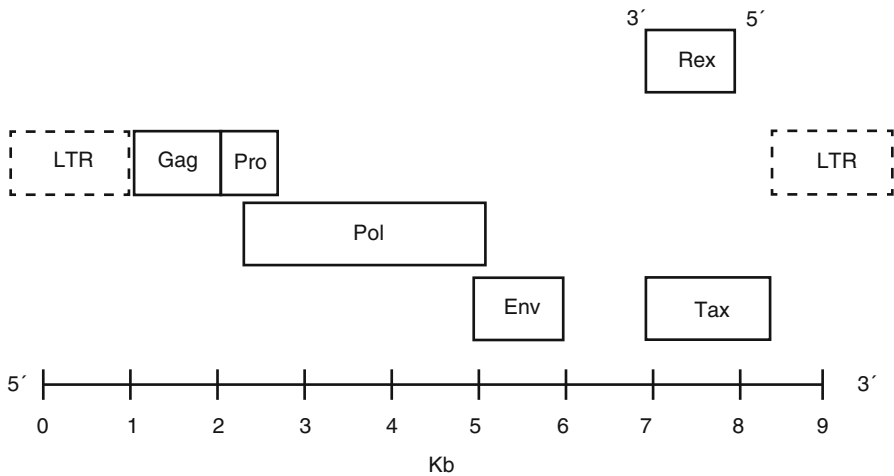 3´ 5´
Rex
LTR Gag Pro LTR
Pol
Env Tax
5´ 3´
0 1 2 3 4 5 6 7 8 9
Kb